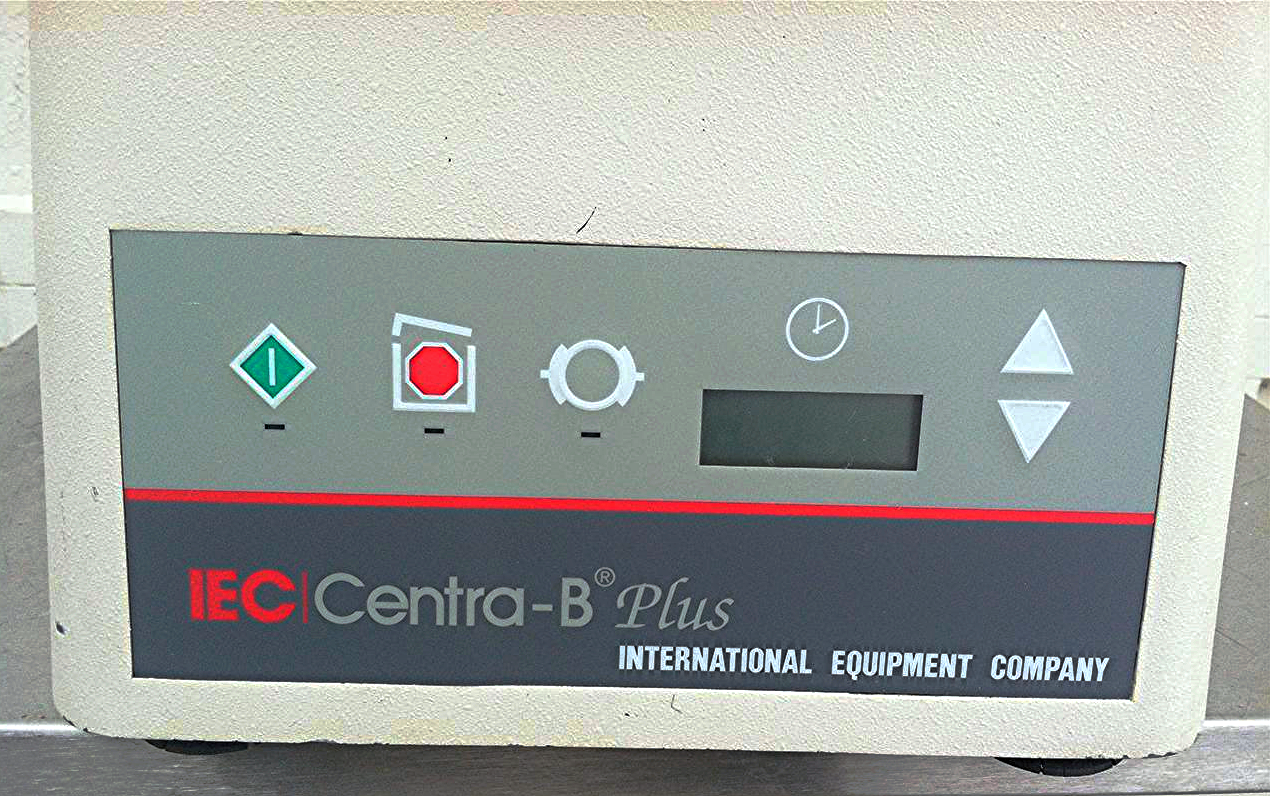 IEC Centra-B® Plus
INTERNATIONAL EQUIPMENT COMPANY